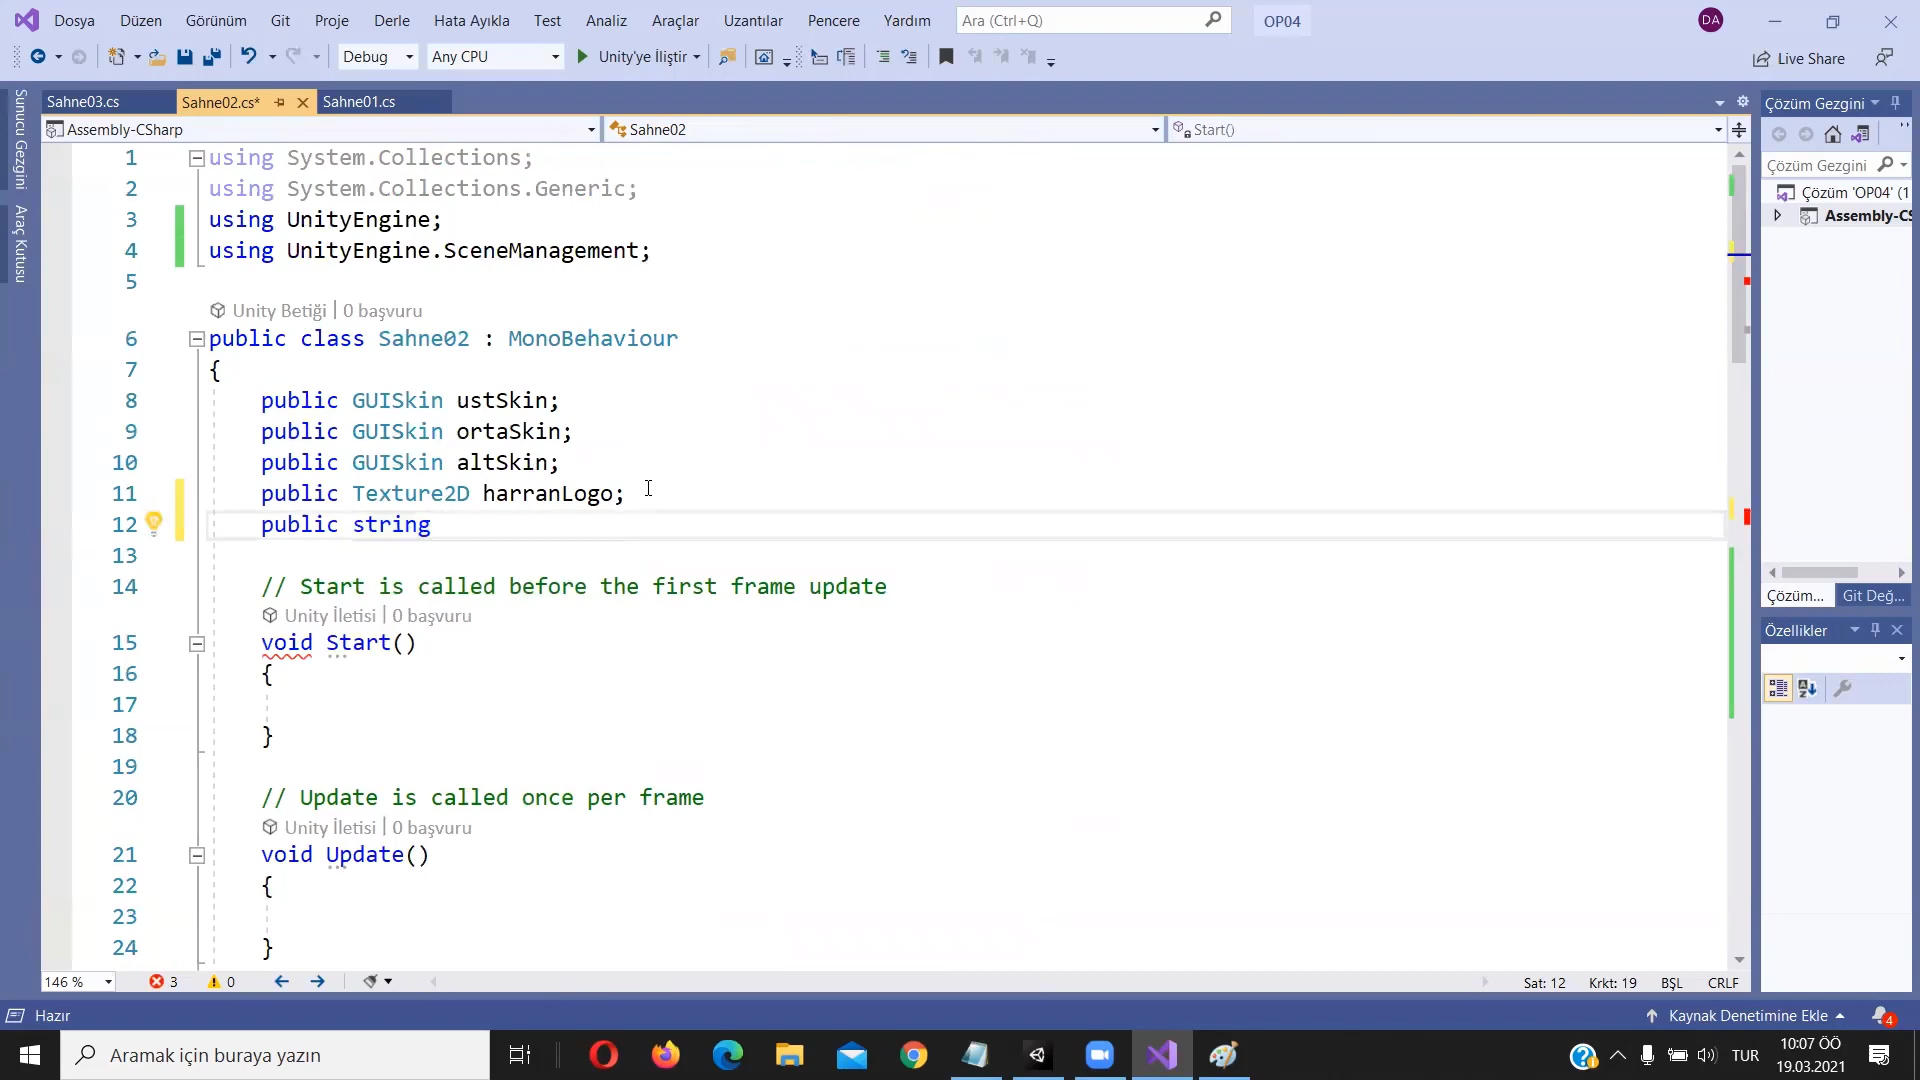 Dosya Düzen Görünüm Git Proje Derle Hata Ayıkla Test Analiz Araçlar Uzantılar Pencere Yardım Ara (Ctrl+Q) OP04 DA
Debug Any CPU Unity'ye İliştir Live Share
Sahne03.cs Sahne02.cs* Sahne01.cs Çözüm Gezgini
Assembly-CSharp Sahne02 Start()
Sunucu Gezgini
Araç Kutusu
1 using System.Collections;
2 using System.Collections.Generic;
3 using UnityEngine;
4 using UnityEngine.SceneManagement;
5
Unity Betiği | 0 başvuru
6 public class Sahne02 : MonoBehaviour
7 {
8 public GUISkin ustSkin;
9 public GUISkin ortaSkin;
10 public GUISkin altSkin;
11 public Texture2D harranLogo;
12 public string
13
14 // Start is called before the first frame update
Unity İletisi | 0 başvuru
15 void Start()
16 {
17
18 }
19
20 // Update is called once per frame
Unity İletisi | 0 başvuru
21 void Update()
22 {
23
24 }
Çözüm Gezgini
Çözüm 'OP04' (1
Assembly-CS
Çözüm... Git Değ...
Özellikler
146 % 3 0 Sat: 12 Krkt: 19 BŞL CRLF
Hazır Kaynak Denetimine Ekle 4
Aramak için buraya yazın TUR 10:07 ÖÖ
19.03.2021